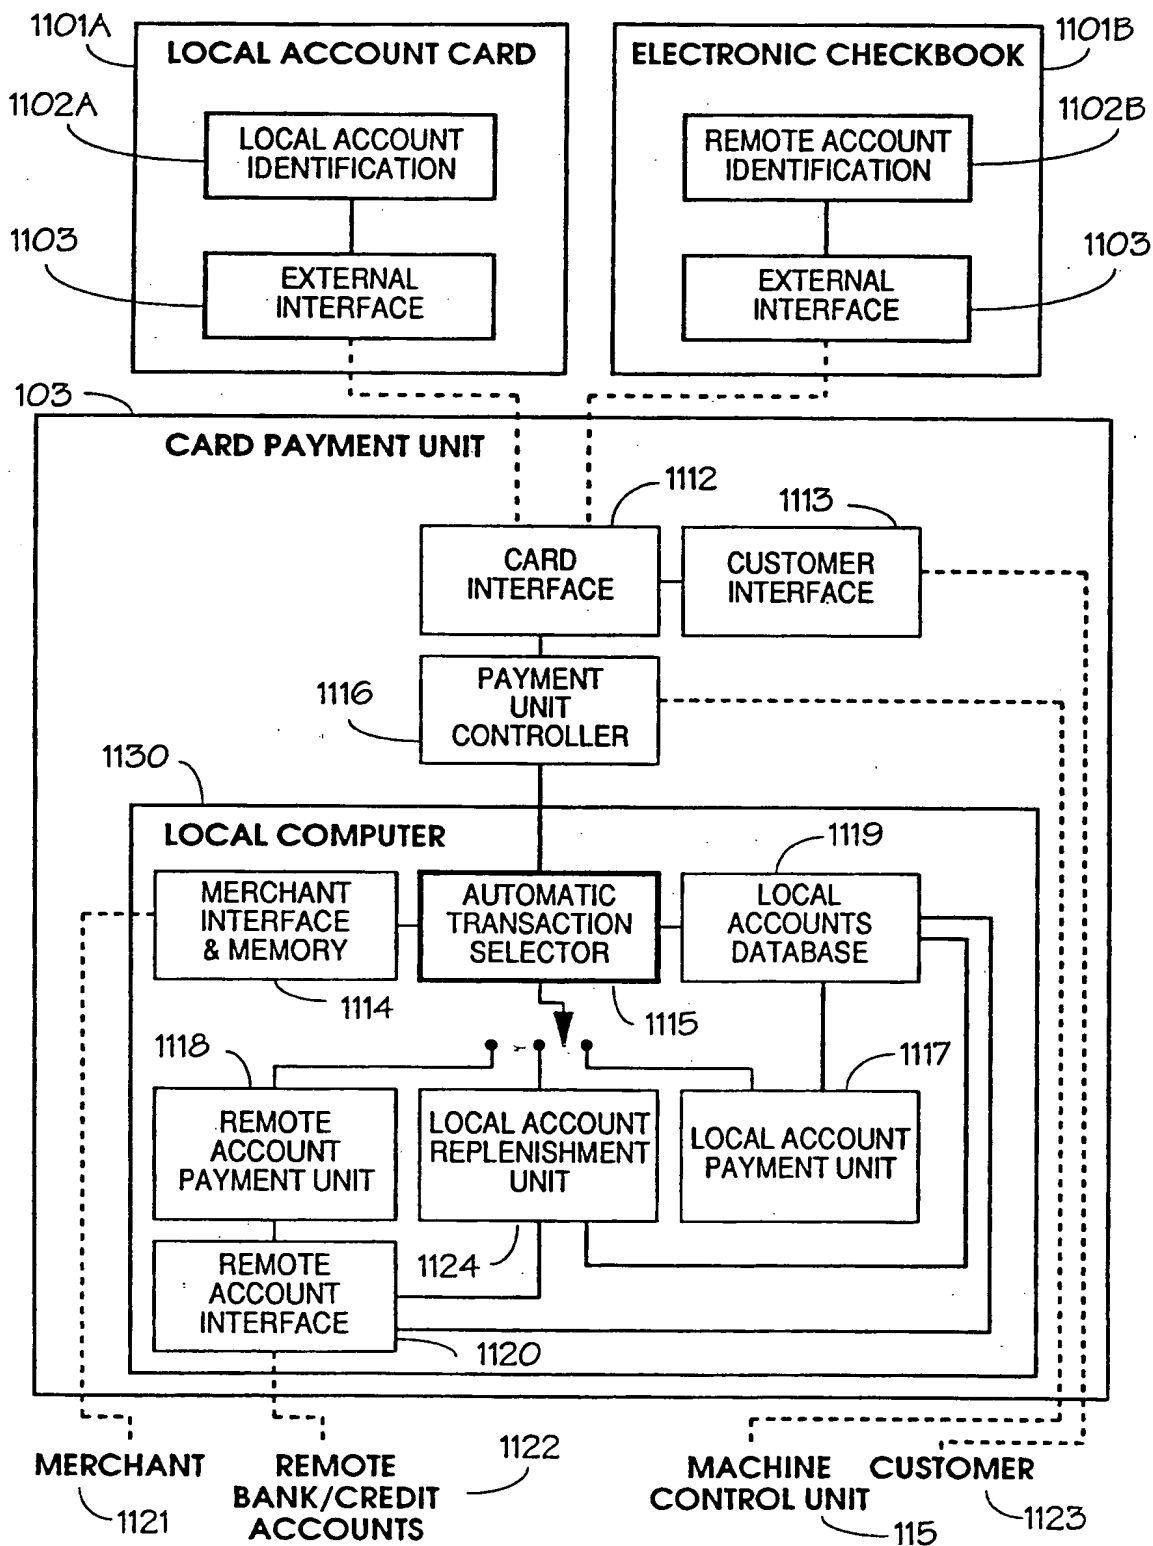 1101A
LOCAL ACCOUNT CARD
ELECTRONIC CHECKBOOK
1101B
1102A
LOCAL ACCOUNT
IDENTIFICATION
REMOTE ACCOUNT
IDENTIFICATION
1102B
1103
EXTERNAL
INTERFACE
EXTERNAL
INTERFACE
1103
103
CARD PAYMENT UNIT
1112
1113
CARD
INTERFACE
CUSTOMER
INTERFACE
1116
PAYMENT
UNIT
CONTROLLER
1130
LOCAL COMPUTER
1119
MERCHANT
INTERFACE
& MEMORY
AUTOMATIC
TRANSACTION
SELECTOR
LOCAL
ACCOUNTS
DATABASE
1114
1115
1118
1117
REMOTE
ACCOUNT
PAYMENT UNIT
LOCAL ACCOUNT
REPLENISHMENT
UNIT
LOCAL ACCOUNT
PAYMENT UNIT
1124
REMOTE
ACCOUNT
INTERFACE
1120
MERCHANT
1121
REMOTE
BANK/CREDIT
ACCOUNTS
1122
MACHINE
CONTROL UNIT
115
CUSTOMER
1123